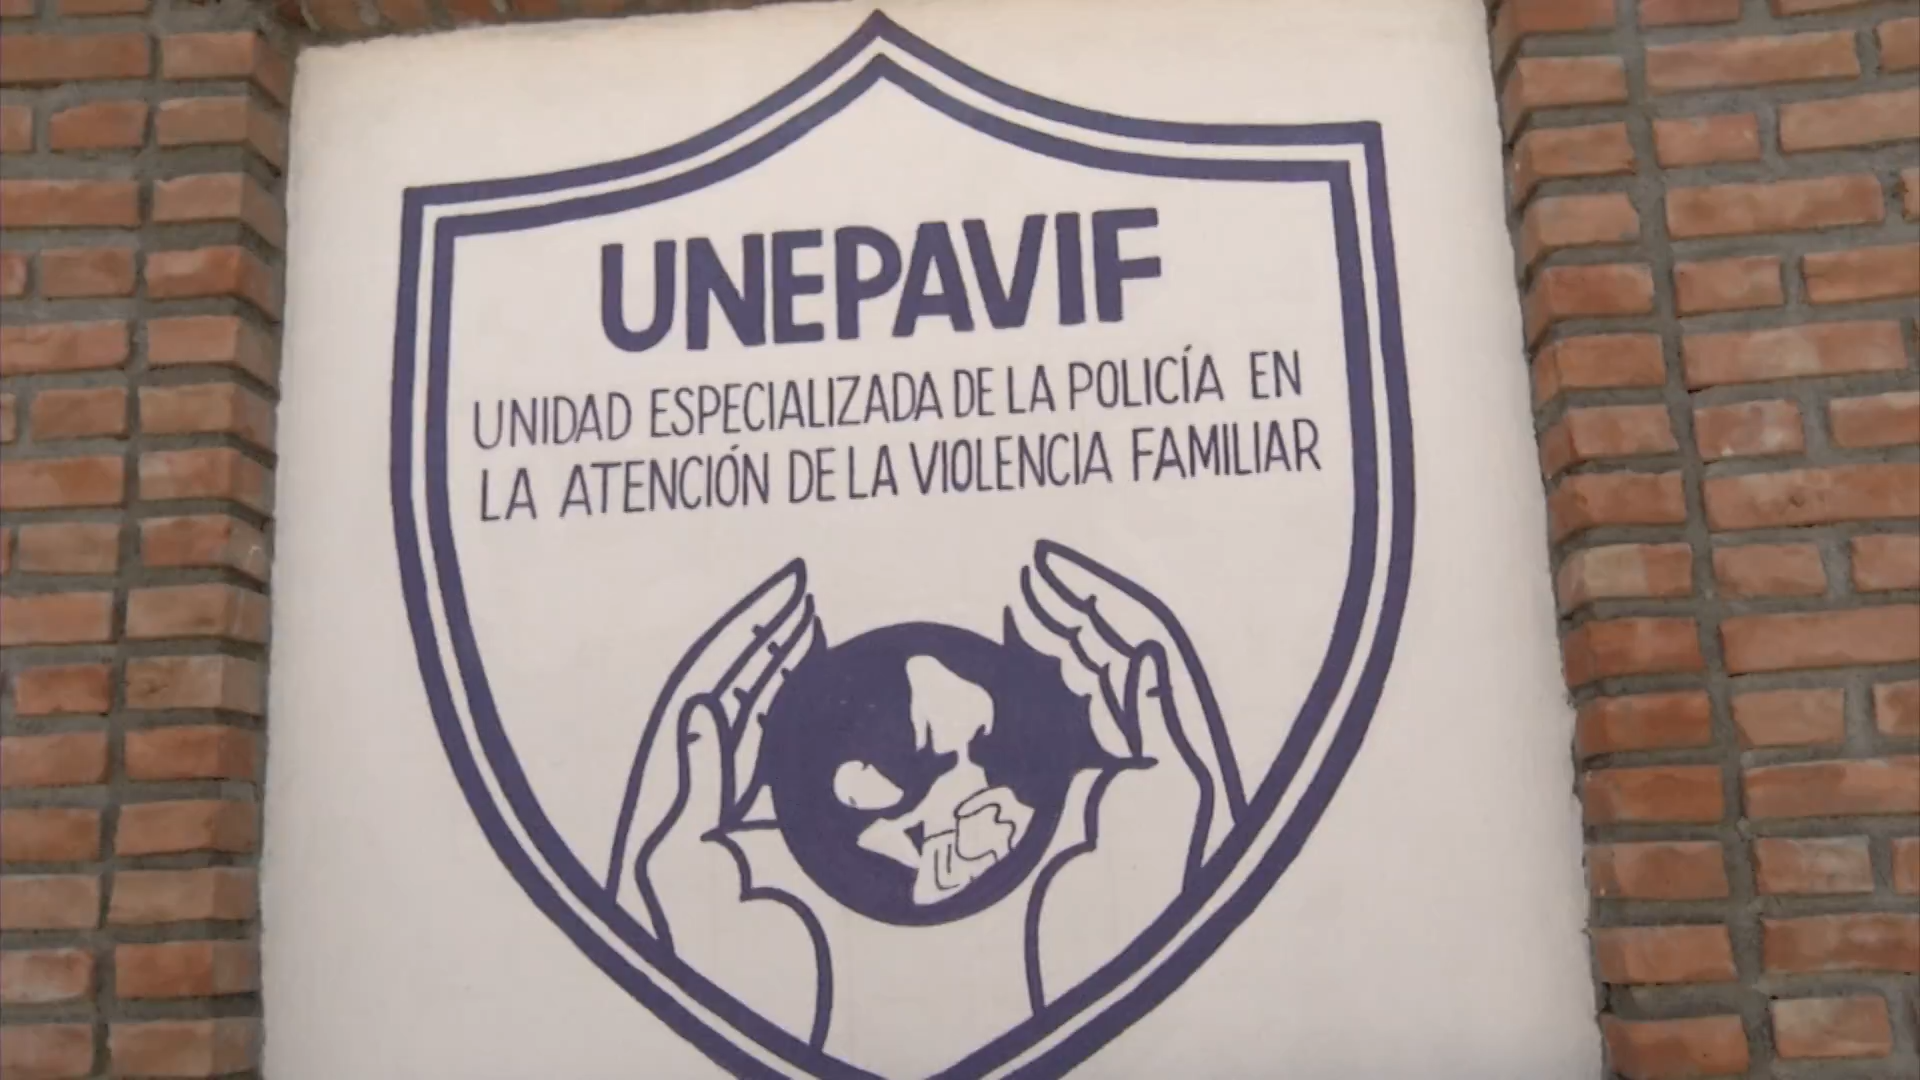 UNEPAVIF
UNIDAD ESPECIALIZADA DE LA POLICÍA EN
LA ATENCIÓN DE LA VIOLENCIA FAMILIAR